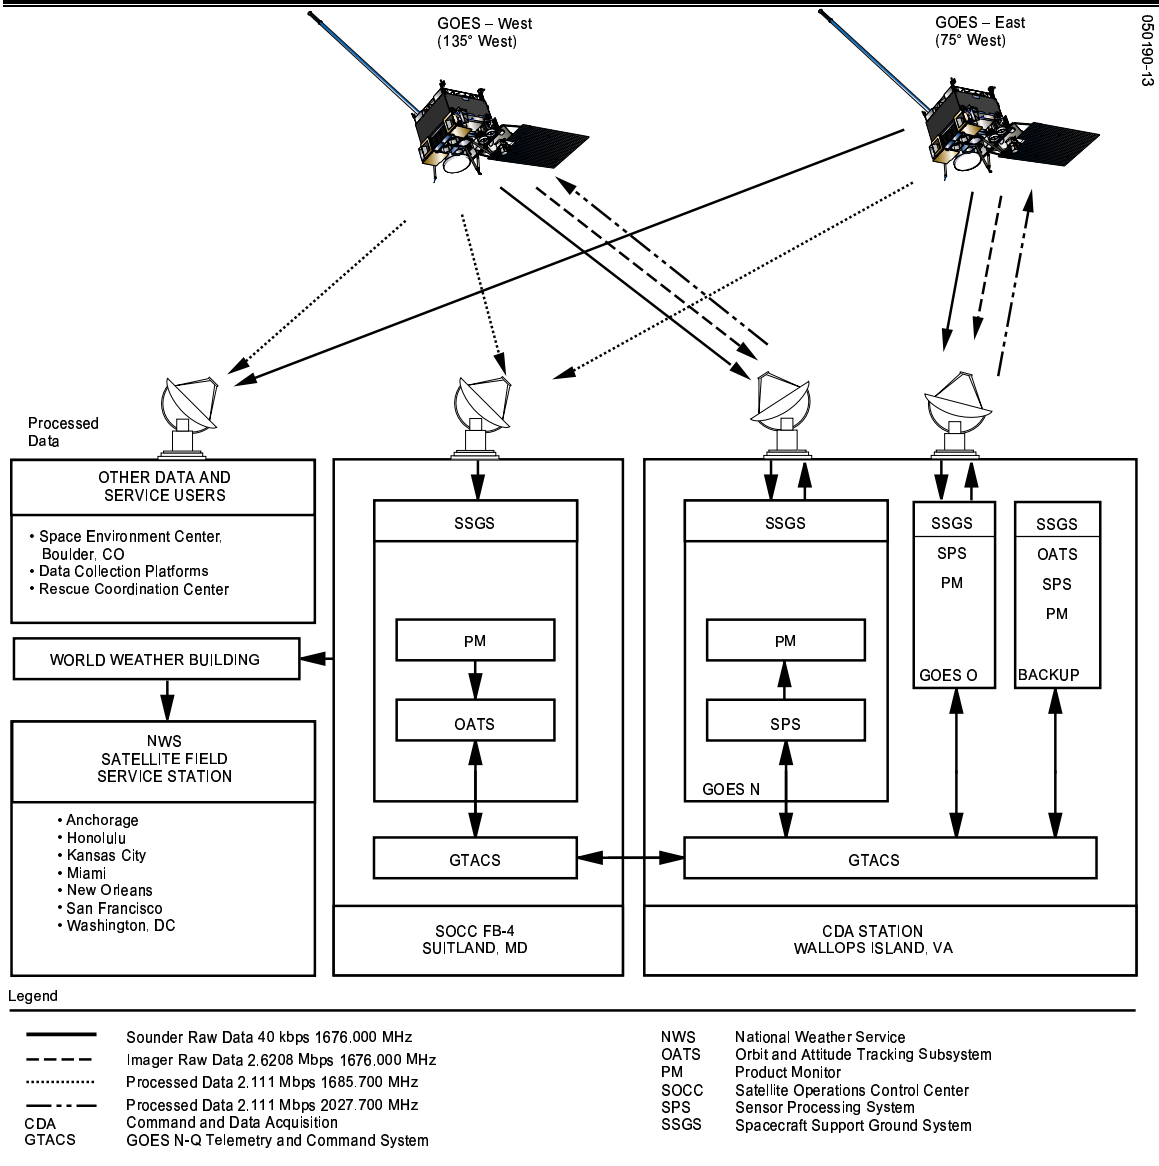 GOES – West
(135° West)
GOES – East
(75° West)
050190-13
Processed
Data
OTHER DATA AND
SERVICE USERS
• Space Environment Center,
Boulder, CO
• Data Collection Platforms
• Rescue Coordination Center
WORLD WEATHER BUILDING
NWS
SATELLITE FIELD
SERVICE STATION
• Anchorage
• Honolulu
• Kansas City
• Miami
• New Orleans
• San Francisco
• Washington, DC
SSGS
PM
OATS
GTACS
SOCC FB-4
SUITLAND, MD
SSGS
PM
SPS
GOES N
SSGS
SPS
PM
GOES O
SSGS
OATS
SPS
PM
BACKUP
GTACS
CDA STATION
WALLOPS ISLAND, VA
Legend
Sounder Raw Data 40 kbps 1676.000 MHz
Imager Raw Data 2.6208 Mbps 1676.000 MHz
Processed Data 2.111 Mbps 1685.700 MHz
Processed Data 2.111 Mbps 2027.700 MHz
CDA Command and Data Acquisition
GTACS GOES N-Q Telemetry and Command System
NWS National Weather Service
OATS Orbit and Attitude Tracking Subsystem
PM Product Monitor
SOCC Satellite Operations Control Center
SPS Sensor Processing System
SSGS Spacecraft Support Ground System